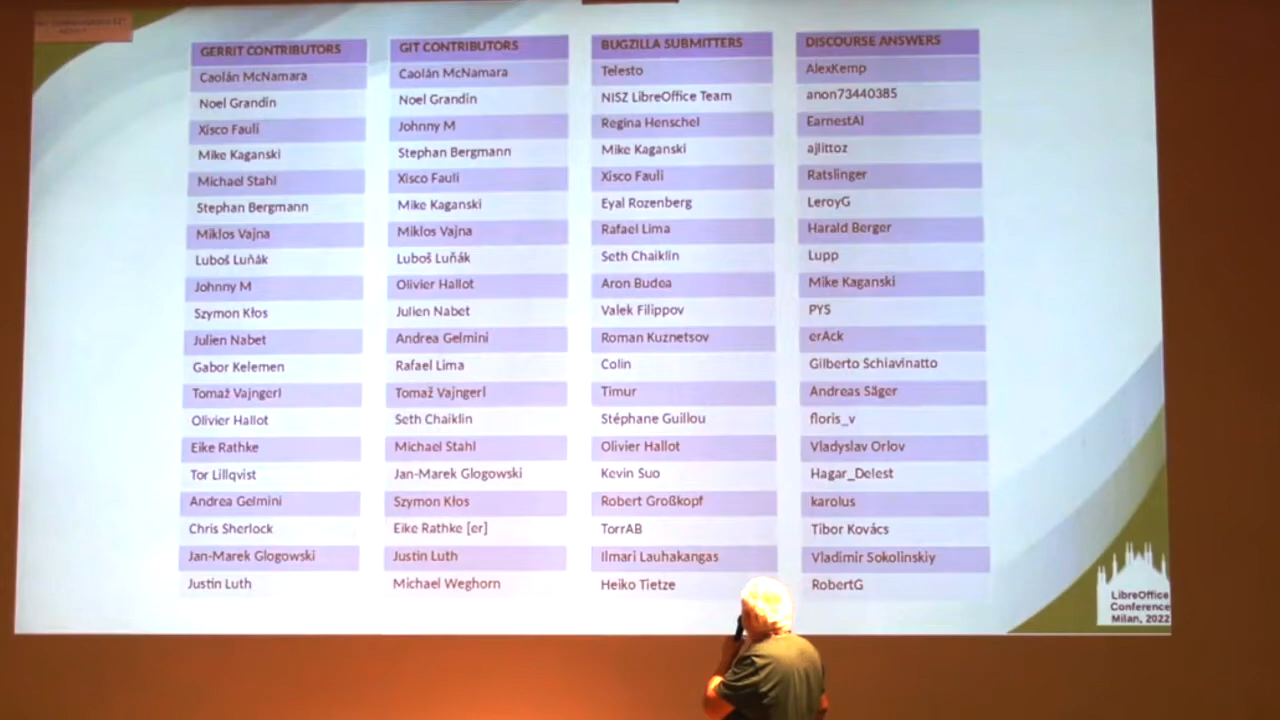 GERRIT CONTRIBUTORS GIT CONTRIBUTORS BUGZILLA SUBMITTERS DISCOURSE ANSWERS
Caolán McNamara Caolán McNamara Telesto AlexKemp
Noel Grandin Noel Grandin NISZ LibreOffice Team anon73440385
Xisco Fauli Johnny M Regina Henschel EarnestAl
Mike Kaganski Stephan Bergmann Mike Kaganski ajlittoz
Michael Stahl Xisco Fauli Xisco Fauli Ratslinger
Stephan Bergmann Mike Kaganski Eyal Rozenberg LeroyG
Miklos Vajna Miklos Vajna Rafael Lima Harald Berger
Luboš Luňák Luboš Luňák Seth Chaiklin Lupp
Johnny M Olivier Hallot Aron Budea Mike Kaganski
Szymon Kłos Julien Nabet Valek Filippov PYS
Julien Nabet Andrea Gelmini Roman Kuznetsov erAck
Gabor Kelemen Rafael Lima Colin Gilberto Schiavinatto
Tomaž Vajngerl Tomaž Vajngerl Timur Andreas Säger
Olivier Hallot Seth Chaiklin Stéphane Guillou floris_v
Eike Rathke Michael Stahl Olivier Hallot Vladyslav Orlov
Tor Lillqvist Jan-Marek Glogowski Kevin Suo Hagar_Delest
Andrea Gelmini Szymon Kłos Robert Großkopf karolus
Chris Sherlock Eike Rathke [er] TorrAB Tibor Kovács
Jan-Marek Glogowski Justin Luth Ilmari Lauhakangas Vladimir Sokolinskiy
Justin Luth Michael Weghorn Heiko Tietze RobertG
LibreOffice
Conference
Milan, 2022